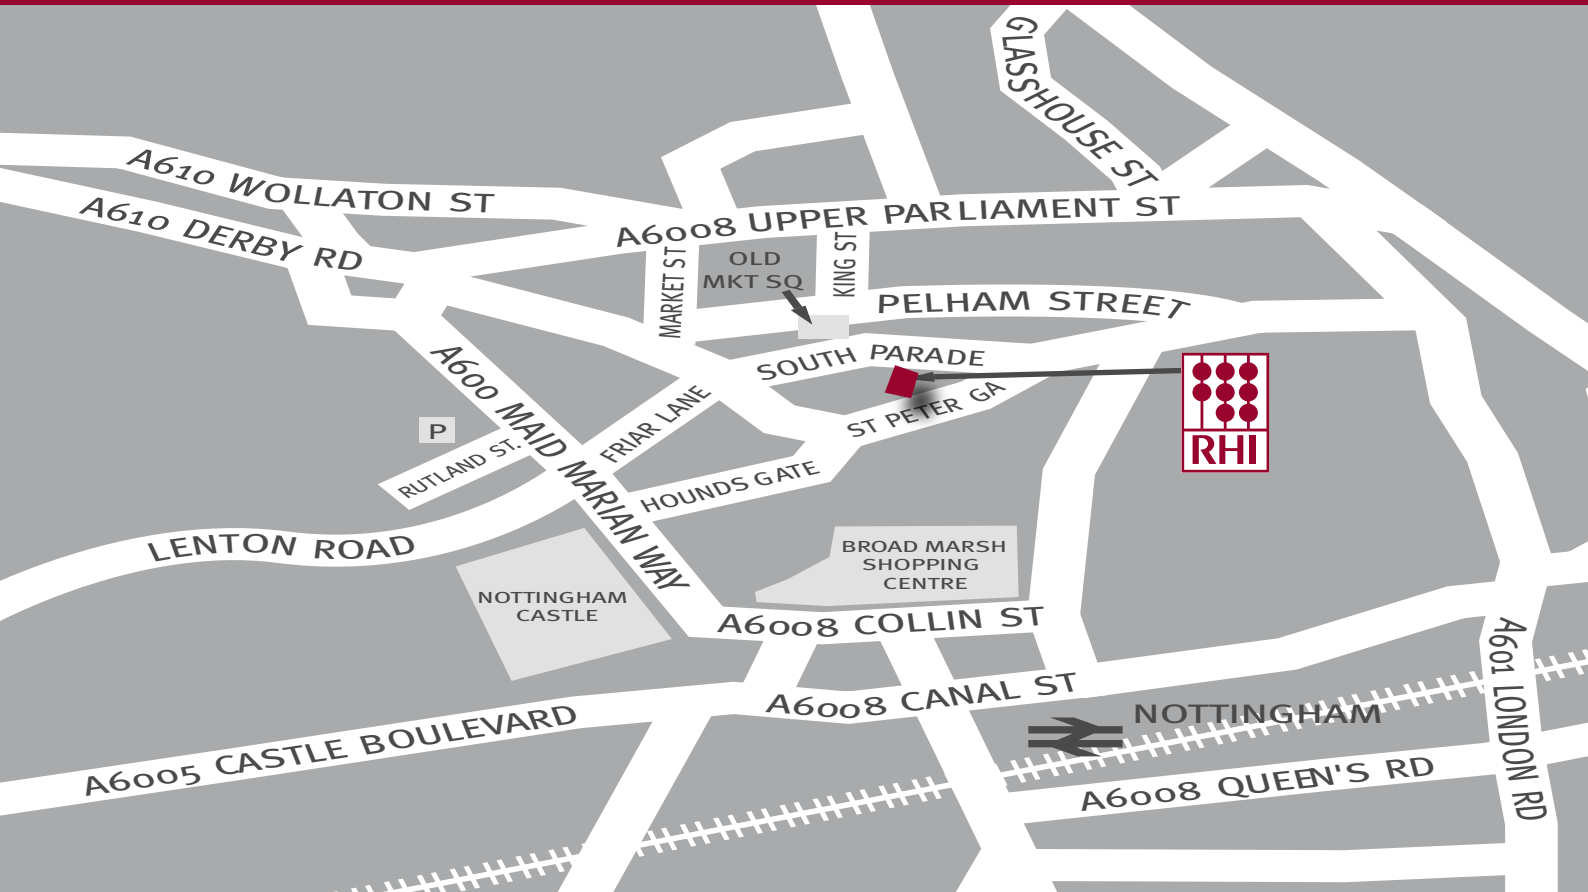 GLASSHOUSE ST
A610 WOLLATON ST
A610 DERBY RD
A6008 UPPER PARLIAMENT ST
MARKET ST
OLD
MKT SQ
KING ST
PELHAM STREET
SOUTH PARADE
A600 MAID MARIAN WAY
FRIAR LANE
ST PETER GA
RHI
P
RUTLAND ST.
HOUNDS GATE
LENTON ROAD
BROAD MARSH
SHOPPING
CENTRE
NOTTINGHAM
CASTLE
A6008 COLLIN ST
A601 LONDON RD
A6008 CANAL ST
NOTTINGHAM
A6005 CASTLE BOULEVARD
A6008 QUEEN'S RD